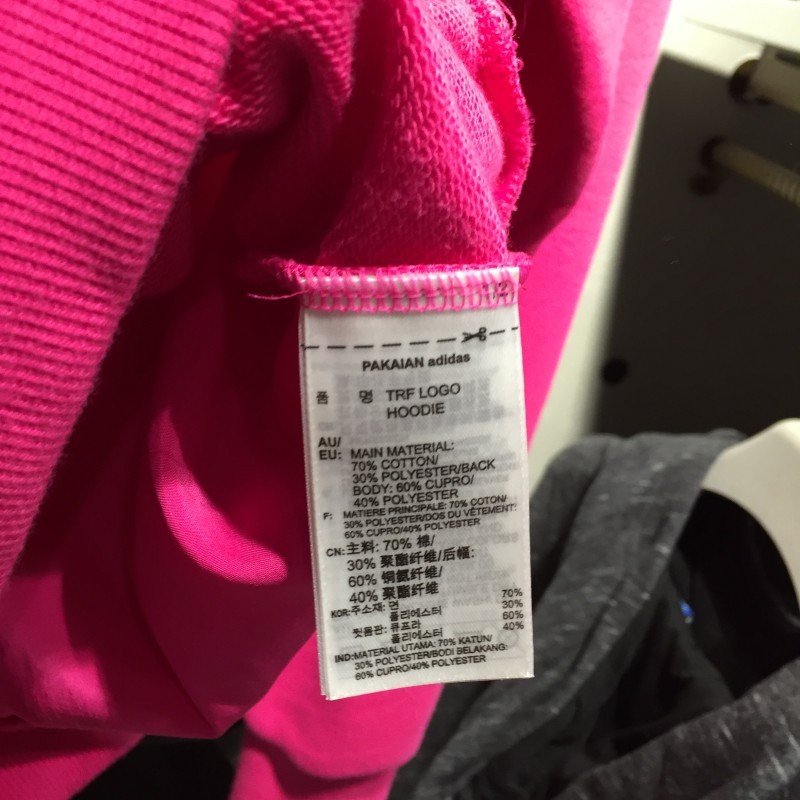 PAKAIAN adidas
품 명 TRF LOGO
HOODIE
AU/
EU: MAIN MATERIAL:
70% COTTON/
30% POLYESTER/BACK
BODY: 60% CUPRO/
40% POLYESTER
F: MATIERE PRINCIPALE: 70% COTON/
30% POLYESTER/DOS DU VÊTEMENT:
60% CUPRO/40% POLYESTER
CN: 主料: 70% 棉/
30% 聚酯纤维/后幅:
60% 铜氨纤维/
40% 聚酯纤维
KOR: 주소재: 면 70%
폴리에스터 30%
뒷몸판: 큐프라 60%
폴리에스터 40%
IND: MATERIAL UTAMA: 70% KATUN/
30% POLYESTER/BODI BELAKANG:
60% CUPRO/40% POLYESTER